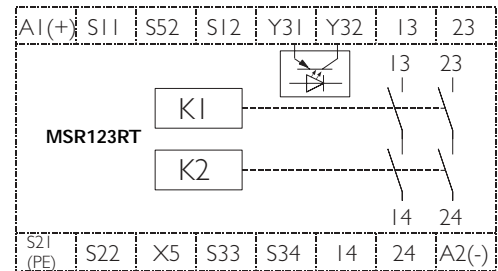 A1(+) S11 S52 S12 Y31 Y32 13 23
13 23
K1
MSR123RT
K2
14 24
S21 (PE) S22 X5 S33 S34 14 24 A2(-)